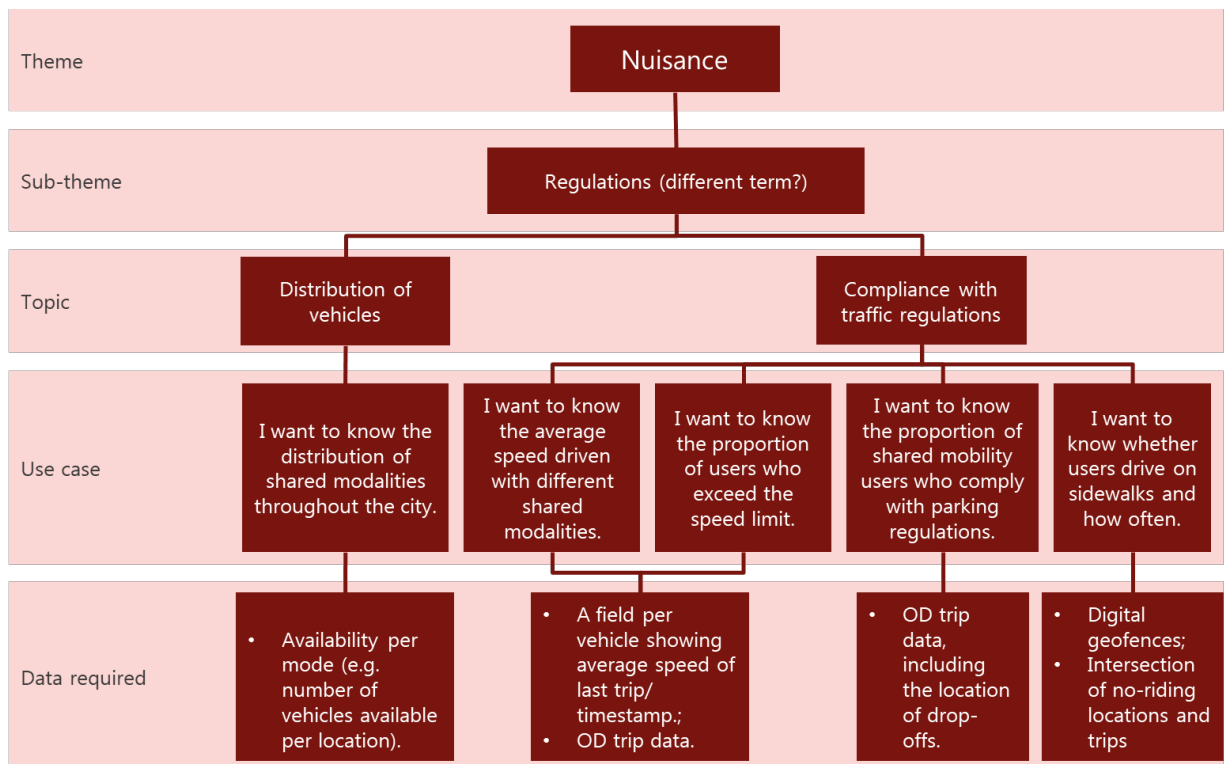 Theme
Nuisance
Sub-theme
Regulations (different term?)
Topic
Distribution of
vehicles
Compliance with
traffic regulations
Use case
I want to know the
distribution of
shared modalities
throughout the city.
I want to know
the average
speed driven
with different
shared
modalities.
I want to know
the proportion
of users who
exceed the
speed limit.
I want to know
the proportion of
shared mobility
users who comply
with parking
regulations.
I want to
know whether
users drive on
sidewalks and
how often.
Data required
• Availability per
mode (e.g.
number of
vehicles available
per location).
• A field per
vehicle showing
average speed of
last trip/
timestamp.;
• OD trip data.
• OD trip
data,
including
the location
of drop-
offs.
• Digital
geofences;
• Intersection
of no-riding
locations and
trips